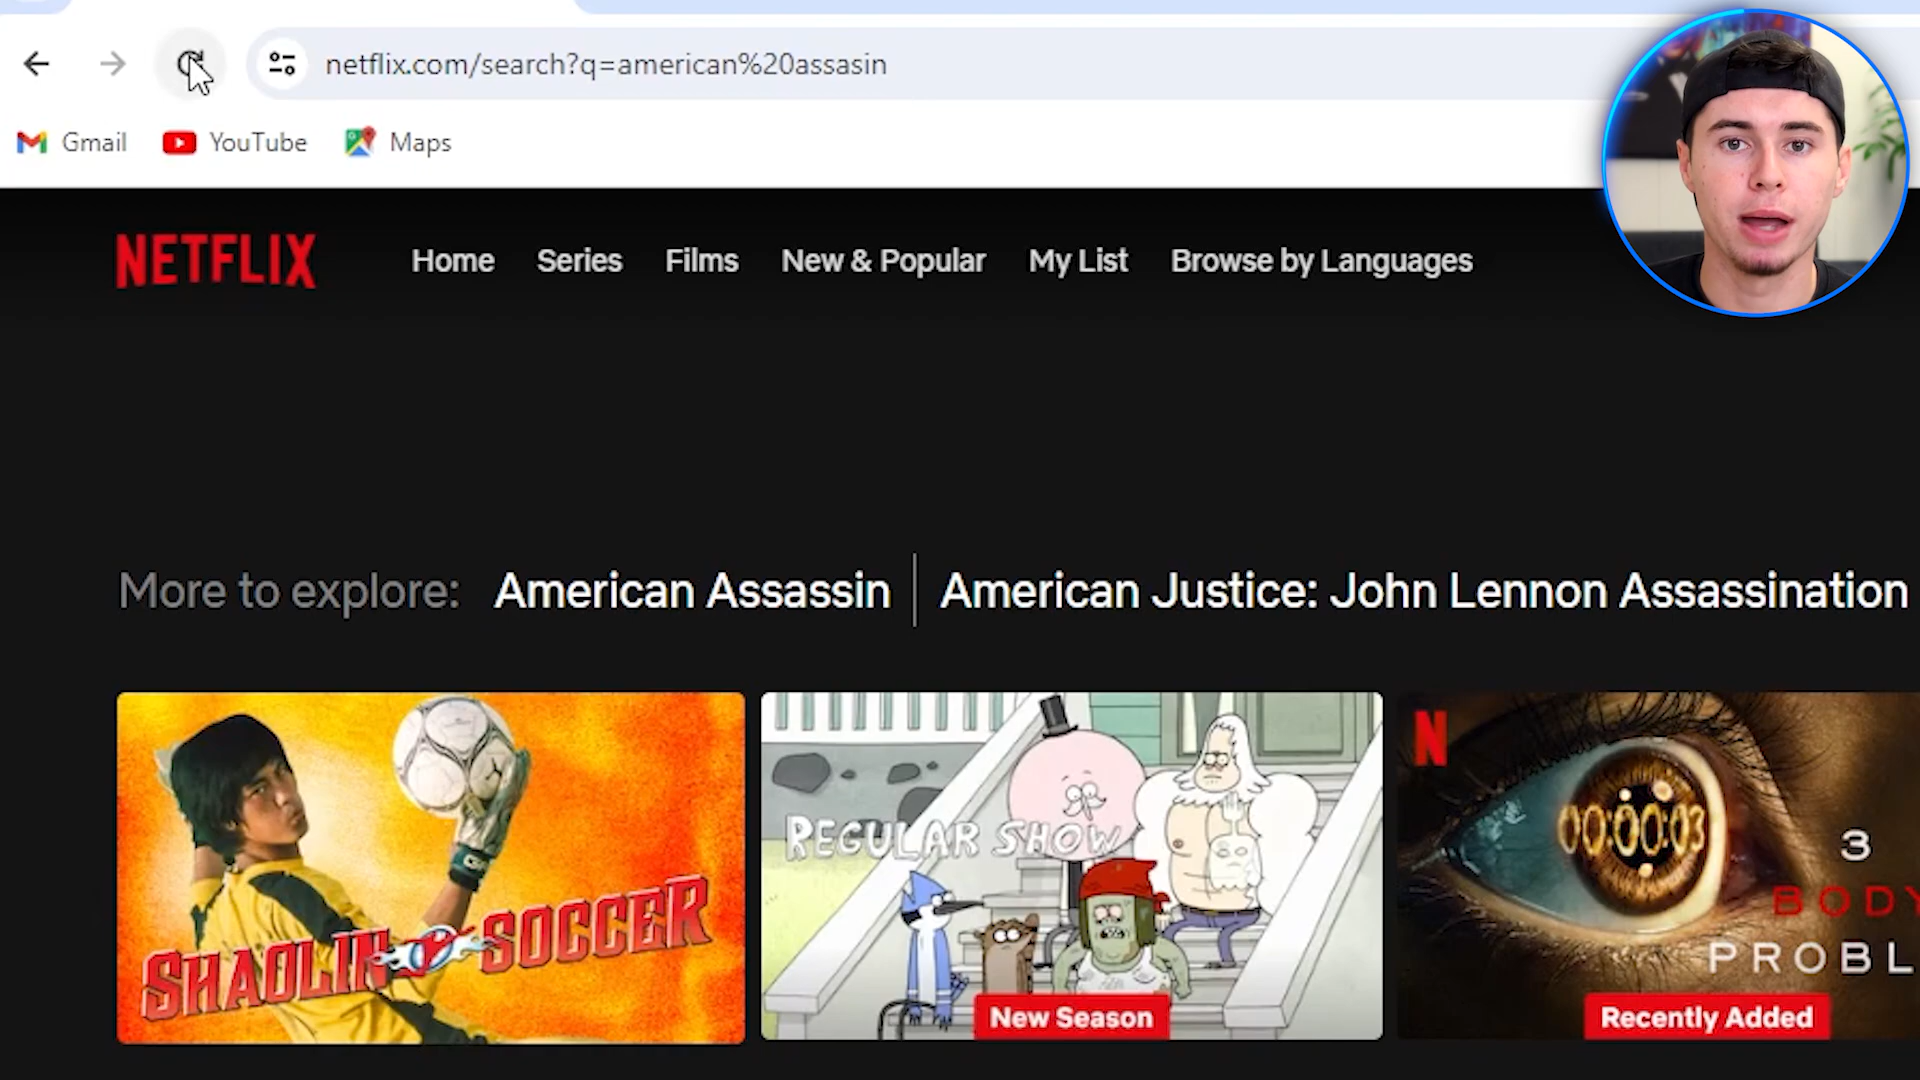 netflix.com/search?q=american%20assasin
Gmail YouTube Maps
NETFLIX Home Series Films New & Popular My List Browse by Languages
More to explore: American Assassin American Justice: John Lennon Assassination
SHAOLIN SOCCER
REGULAR SHOW
New Season
N
00:00:03
3
BODY
PROBL
Recently Added